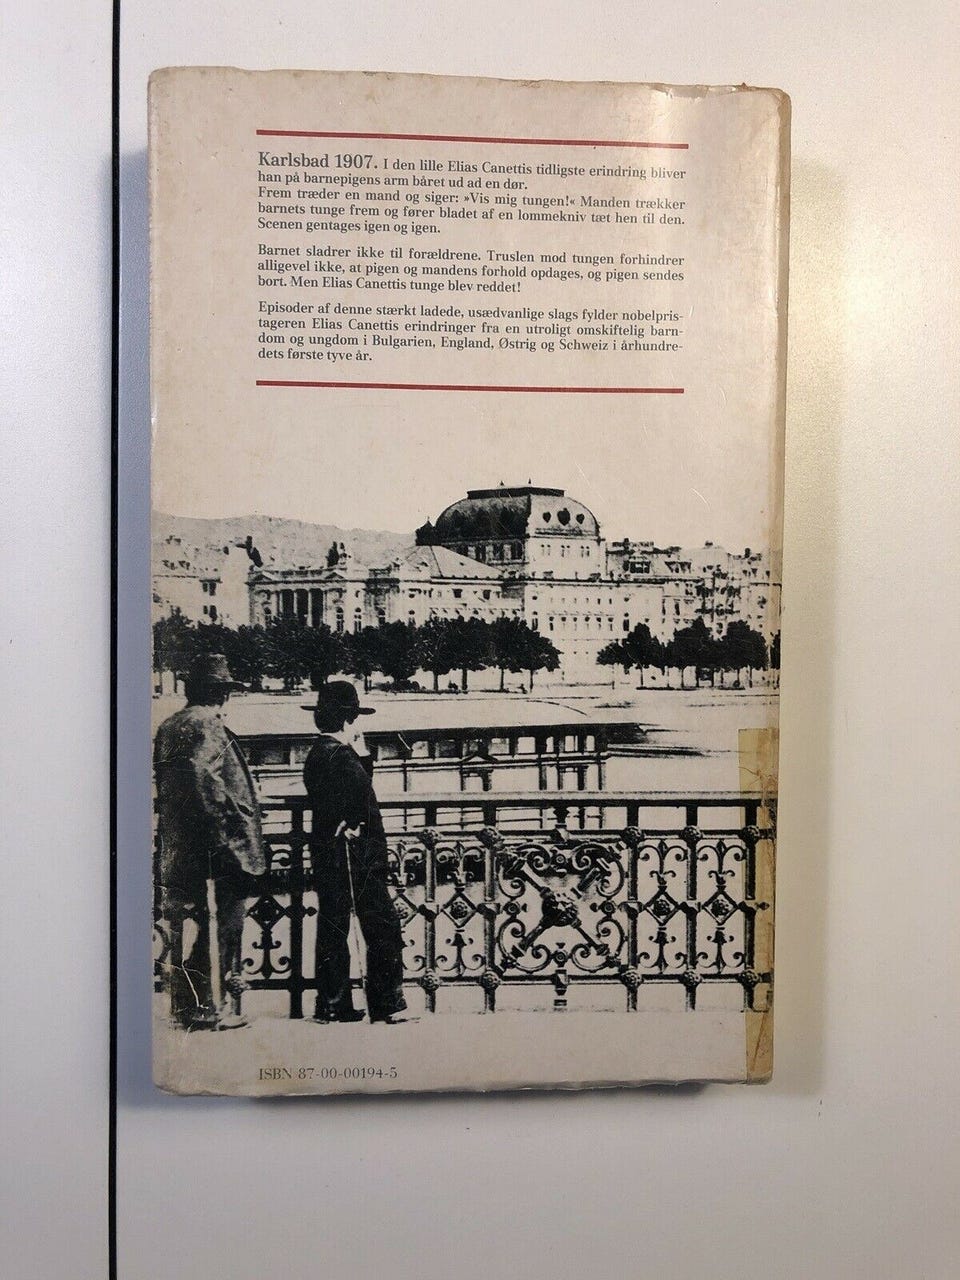 Karlsbad 1907. I den lille Elias Canettis tidligste erindring bliver
han på barnepigens arm båret ud ad en dør.
Frem træder en mand og siger: »Vis mig tungen!« Manden trækker
barnets tunge frem og fører bladet af en lommekniv tæt hen til den.
Scenen gentages igen og igen.
Barnet sladrer ikke til forældrene. Truslen mod tungen forhindrer
alligevel ikke, at pigen og mandens forhold opdages, og pigen sendes
bort. Men Elias Canettis tunge blev reddet!
Episoder af denne stærkt ladede, usædvanlige slags fylder nobelpris-
tageren Elias Canettis erindringer fra en utroligt omskiftelig barn-
dom og ungdom i Bulgarien, England, Østrig og Schweiz i århundre-
dets første tyve år.
ISBN 87-00-00194-5